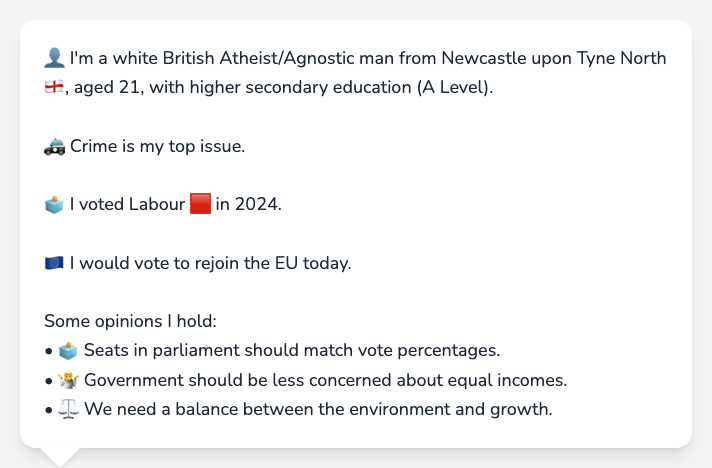 👤 I'm a white British Atheist/Agnostic man from Newcastle upon Tyne North
🏴󠁧󠁢󠁥󠁮󠁧󠁿, aged 21, with higher secondary education (A Level).
🚓 Crime is my top issue.
🗳️ I voted Labour 🟥 in 2024.
🇪🇺 I would vote to rejoin the EU today.
Some opinions I hold:
• 🗳️ Seats in parliament should match vote percentages.
• 🤷 Government should be less concerned about equal incomes.
• ⚖️ We need a balance between the environment and growth.